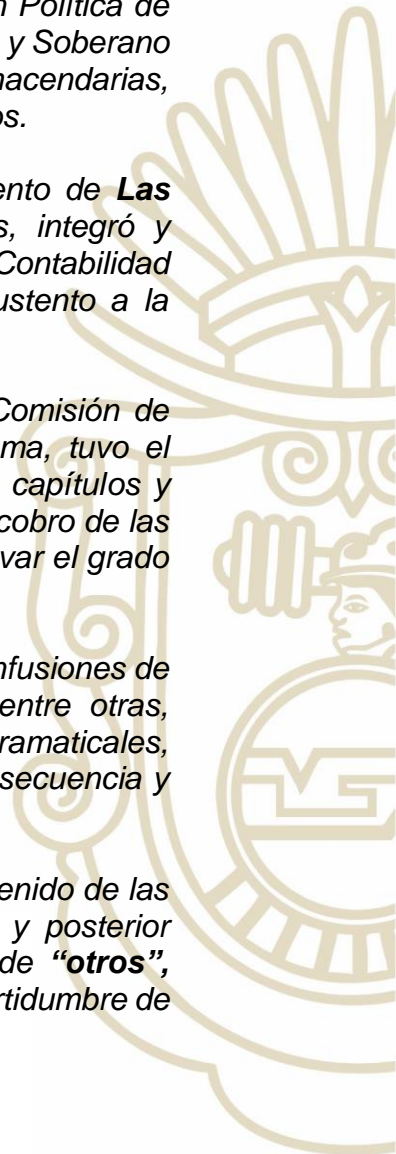 n Política de
y Soberano
nacendarias,
os.
ento de Las
s, integró y
Contabilidad
ustento a la
Comisión de
ma, tuvo el
capítulos y
cobro de las
var el grado
nfusiones de
entre otras,
ramaticales,
secuencia y
enido de las
y posterior
de “otros”,
rtidumbre de